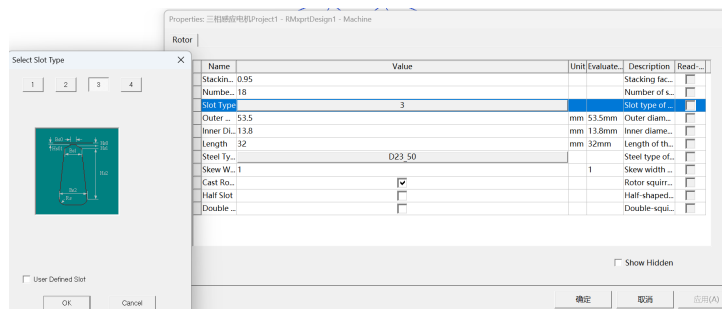 Properties: 三相感应电机Project1 - RMxprtDesign1 - Machine
Rotor
Select Slot Type
1 2 3 4
User Defined Slot
OK Cancel
Name Value Unit Evaluate... Description Read-...
Stackin... 0.95 Stacking fac...
Numbe... 18 Number of s...
Slot Type 3 Slot type of ...
Outer ... 53.5 mm 53.5mm Outer diam...
Inner Di... 13.8 mm 13.8mm Inner diame...
Length 32 mm 32mm Length of th...
Steel Ty... D23_50 Steel type of...
Skew W... 1 1 Skew width ...
Cast Ro... Rotor squirr...
Half Slot Half-shaped...
Double ... Double-squi...
Show Hidden
确定 取消 应用(A)